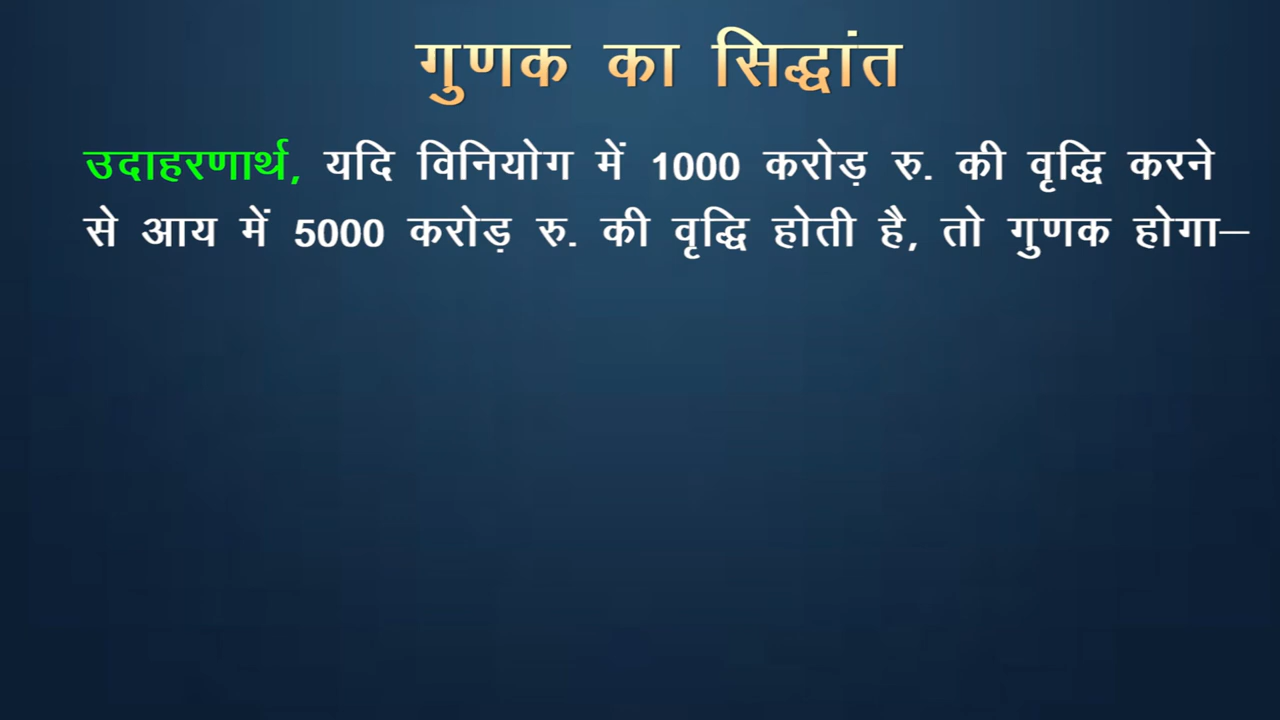 गुणक का सिद्धांत
उदाहरणार्थ, यदि विनियोग में 1000 करोड़ रु. की वृद्धि करने
से आय में 5000 करोड़ रु. की वृद्धि होती है, तो गुणक होगा–